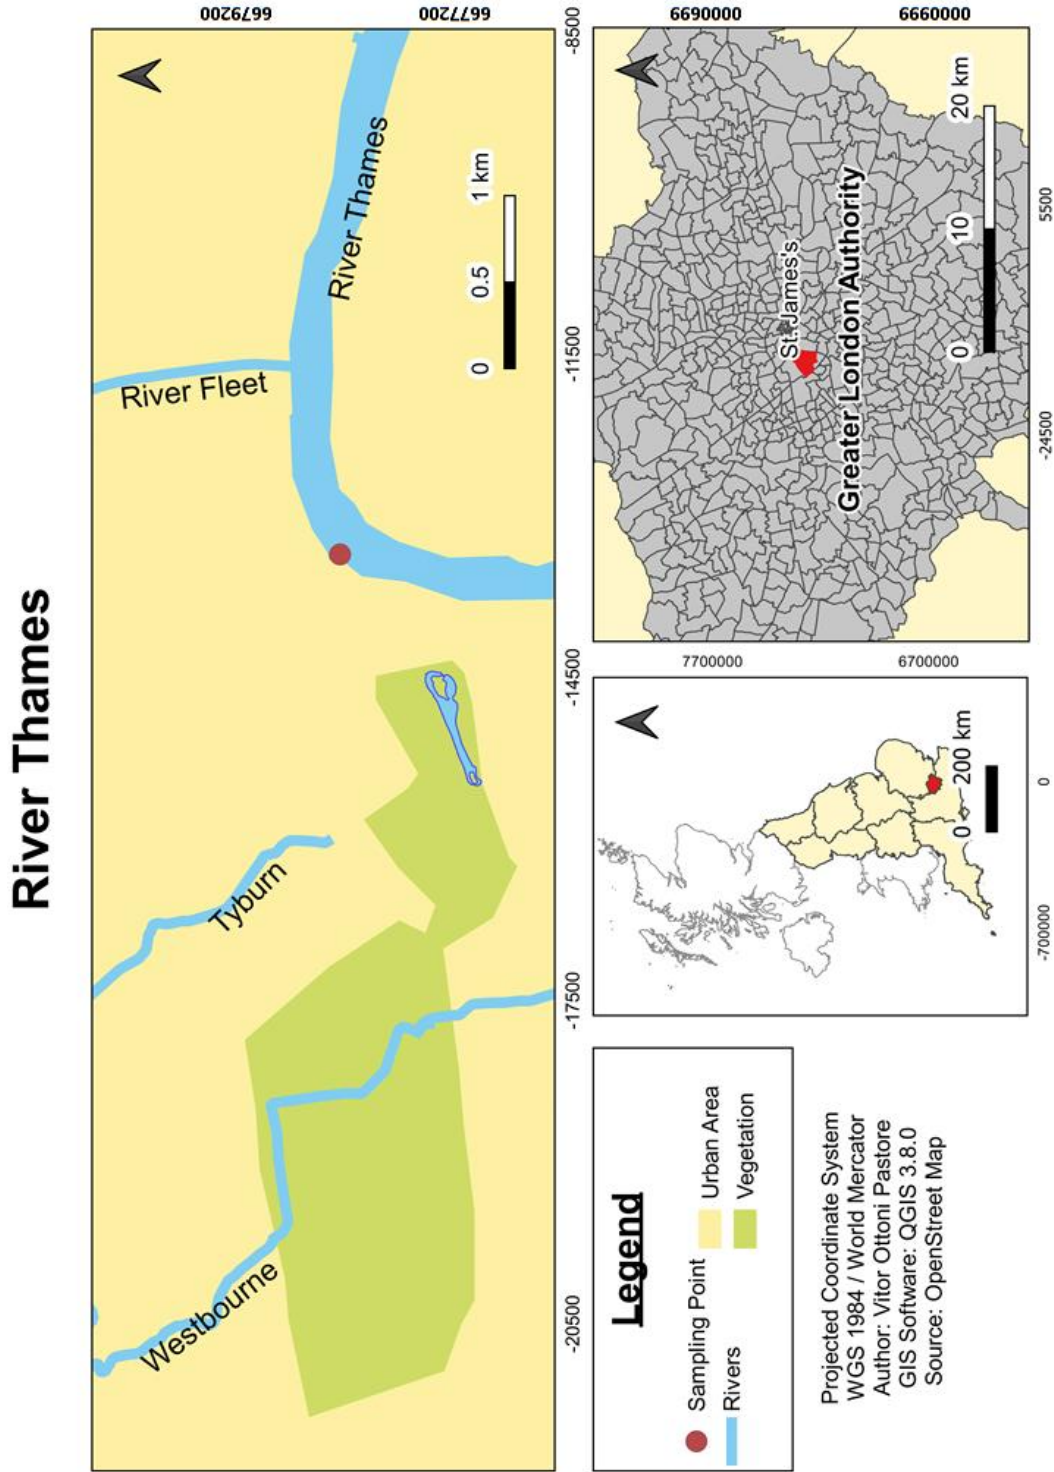 River Thames
6679200
6677200
Westbourne
Tyburn
River Fleet
River Thames
0 0.5 1 km
-20500 -17500 -14500 -11500 -8500
Legend
Sampling Point
Rivers
Urban Area
Vegetation
Projected Coordinate System
WGS 1984 / World Mercator
Author: Vitor Ottoni Pastore
GIS Software: QGIS 3.8.0
Source: OpenStreet Map
7700000
6700000
0 200 km
-7000000 0
6690000
6660000
St. James's
Greater London Authority
0 10 20 km
-24500 5500